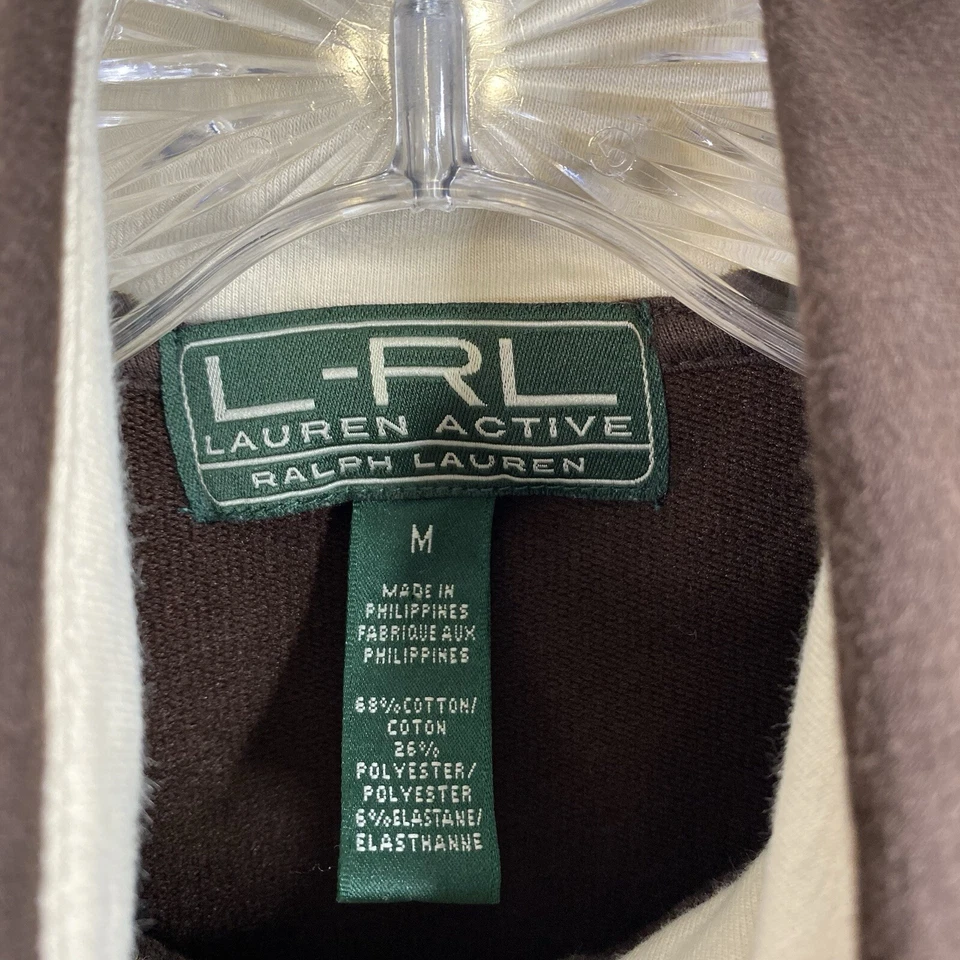 L-RL
LAUREN ACTIVE
RALPH LAUREN
M
MADE IN
PHILIPPINES
FABRIQUE AUX
PHILIPPINES
68%COTTON/
COTON
26%
POLYESTER/
POLYESTER
6%ELASTANE/
ELASTHANNE